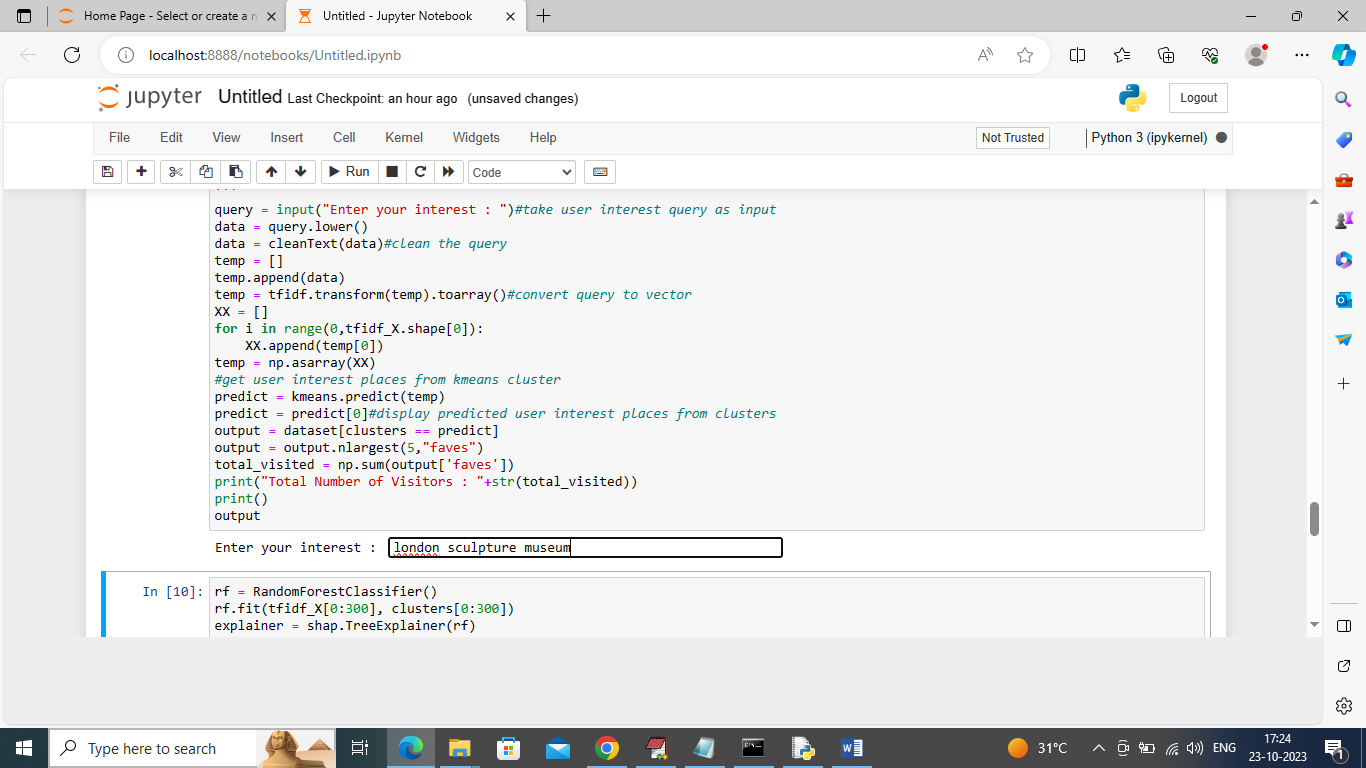 Home Page - Select or create a n
Untitled - Jupyter Notebook
localhost:8888/notebooks/Untitled.ipynb
jupyter Untitled Last Checkpoint: an hour ago (unsaved changes)
Logout
File Edit View Insert Cell Kernel Widgets Help
Not Trusted
Python 3 (ipykernel)
Run
Code
query = input("Enter your interest : ")#take user interest query as input
data = query.lower()
data = cleanText(data)#clean the query
temp = []
temp.append(data)
temp = tfidf.transform(temp).toarray()#convert query to vector
XX = []
for i in range(0,tfidf_X.shape[0]):
    XX.append(temp[0])
temp = np.asarray(XX)
#get user interest places from kmeans cluster
predict = kmeans.predict(temp)
predict = predict[0]#display predicted user interest places from clusters
output = dataset[clusters == predict]
output = output.nlargest(5,"faves")
total_visited = np.sum(output['faves'])
print("Total Number of Visitors : "+str(total_visited))
print()
output
Enter your interest : london sculpture museum
In [10]: rf = RandomForestClassifier()
rf.fit(tfidf_X[0:300], clusters[0:300])
explainer = shap.TreeExplainer(rf)
Type here to search
31°C
ENG
17:24
23-10-2023
1